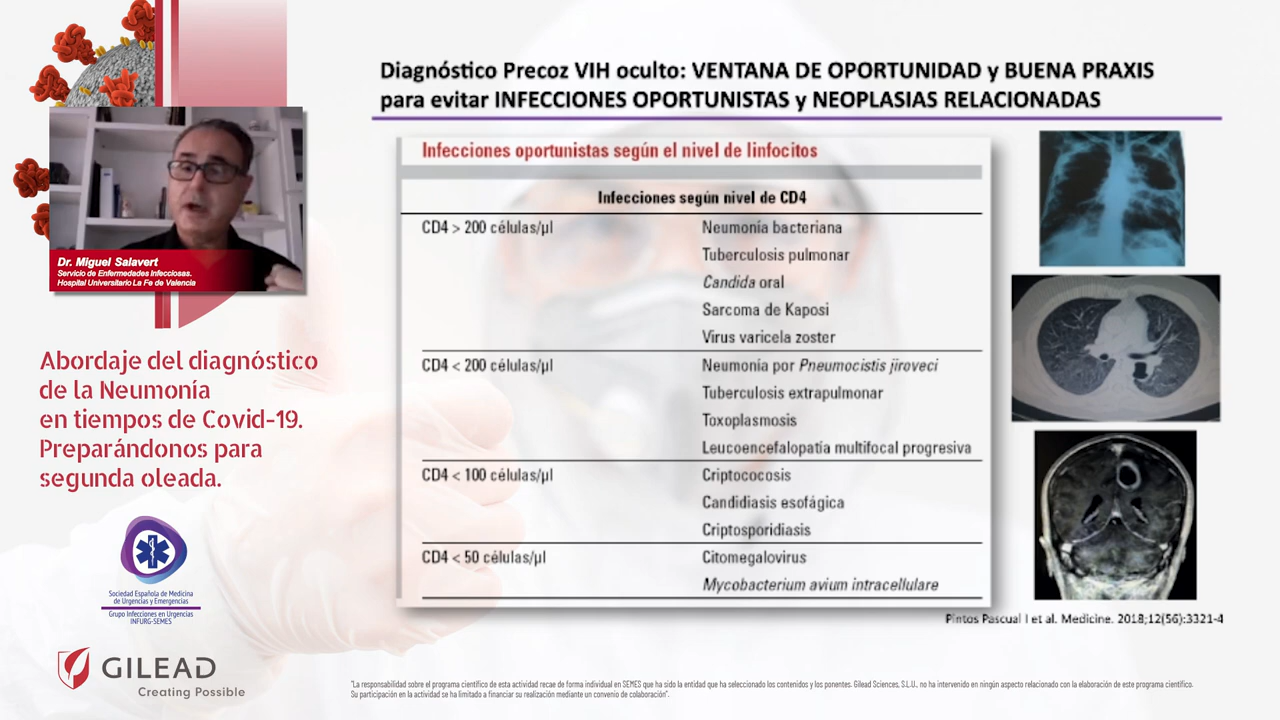 Diagnóstico Precoz VIH oculto: VENTANA DE OPORTUNIDAD y BUENA PRAXIS
para evitar INFECCIONES OPORTUNISTAS y NEOPLASIAS RELACIONADAS
Dr. Miguel Salavert
Servicio de Enfermedades Infecciosas.
Hospital Universitario La Fe de Valencia
Abordaje del diagnóstico
de la Neumonía
en tiempos de Covid-19.
Preparándonos para
segunda oleada.
Sociedad Española de Medicina
de Urgencias y Emergencias
Grupo Infecciones en Urgencias
INFURG-SEMES
GILEAD
Creating Possible
Infecciones oportunistas según el nivel de linfocitos
Infecciones según nivel de CD4
CD4 > 200 células/µl Neumonía bacteriana
Tuberculosis pulmonar
Candida oral
Sarcoma de Kaposi
Virus varicela zoster
CD4 < 200 células/µl Neumonía por Pneumocistis jiroveci
Tuberculosis extrapulmonar
Toxoplasmosis
Leucoencefalopatía multifocal progresiva
CD4 < 100 células/µl Criptococosis
Candidiasis esofágica
Criptosporidiasis
CD4 < 50 células/µl Citomegalovirus
Mycobacterium avium intracellulare
Pintos Pascual I et al. Medicine. 2018;12(56):3321-4
"La responsabilidad sobre el programa científico de esta actividad recae de forma individual en SEMES que ha sido la entidad que ha seleccionado los contenidos y los ponentes. Gilead Sciences, S.L.U., no ha intervenido en ningún aspecto relacionado con la elaboración de este programa científico.
Su participación en la actividad se ha limitado a financiar su realización mediante un convenio de colaboración".